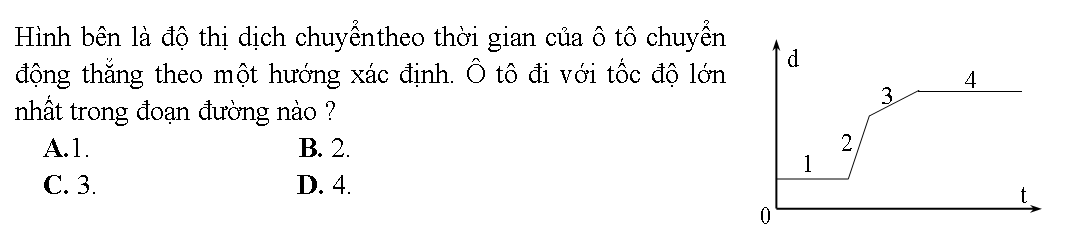 Hình bên là độ thị dịch chuyểntheo thời gian của ô tô chuyển
động thẳng theo một hướng xác định. Ô tô đi với tốc độ lớn
nhất trong đoạn đường nào ?
A.1. B. 2.
C. 3. D. 4.
d
4
3
2
1
t
0